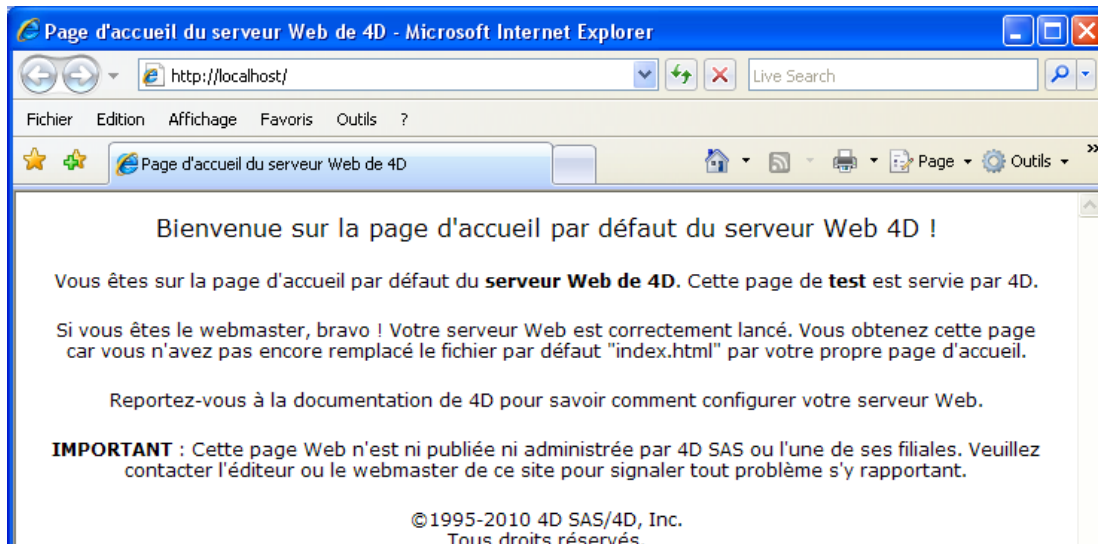 Page d'accueil du serveur Web de 4D - Microsoft Internet Explorer
http://localhost/
Live Search
Fichier Edition Affichage Favoris Outils ?
Page d'accueil du serveur Web de 4D
Page Outils »
Bienvenue sur la page d'accueil par défaut du serveur Web 4D !
Vous êtes sur la page d'accueil par défaut du serveur Web de 4D. Cette page de test est servie par 4D.
Si vous êtes le webmaster, bravo ! Votre serveur Web est correctement lancé. Vous obtenez cette page
car vous n'avez pas encore remplacé le fichier par défaut "index.html" par votre propre page d'accueil.
Reportez-vous à la documentation de 4D pour savoir comment configurer votre serveur Web.
IMPORTANT : Cette page Web n'est ni publiée ni administrée par 4D SAS ou l'une de ses filiales. Veuillez
contacter l'éditeur ou le webmaster de ce site pour signaler tout problème s'y rapportant.
©1995-2010 4D SAS/4D, Inc.
Tous droits réservés.